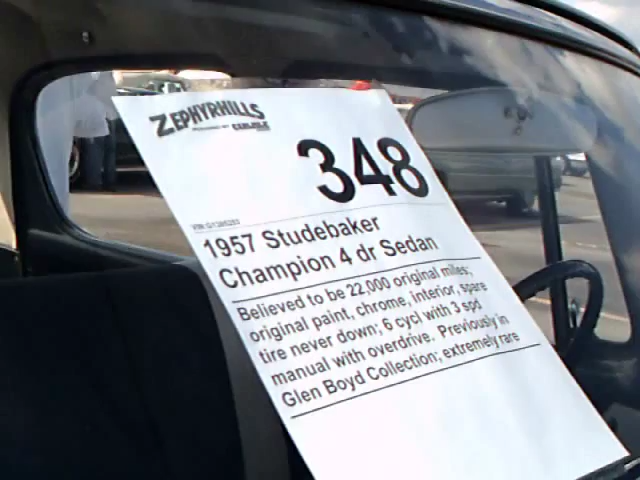 ZEPHYRHILLS
348
1957 Studebaker
Champion 4 dr Sedan
Believed to be 22,000 original miles;
original paint, chrome, interior, spare
tire never down; 6 cycl with 3 spd
manual with overdrive. Previously in
Glen Boyd Collection; extremely rare